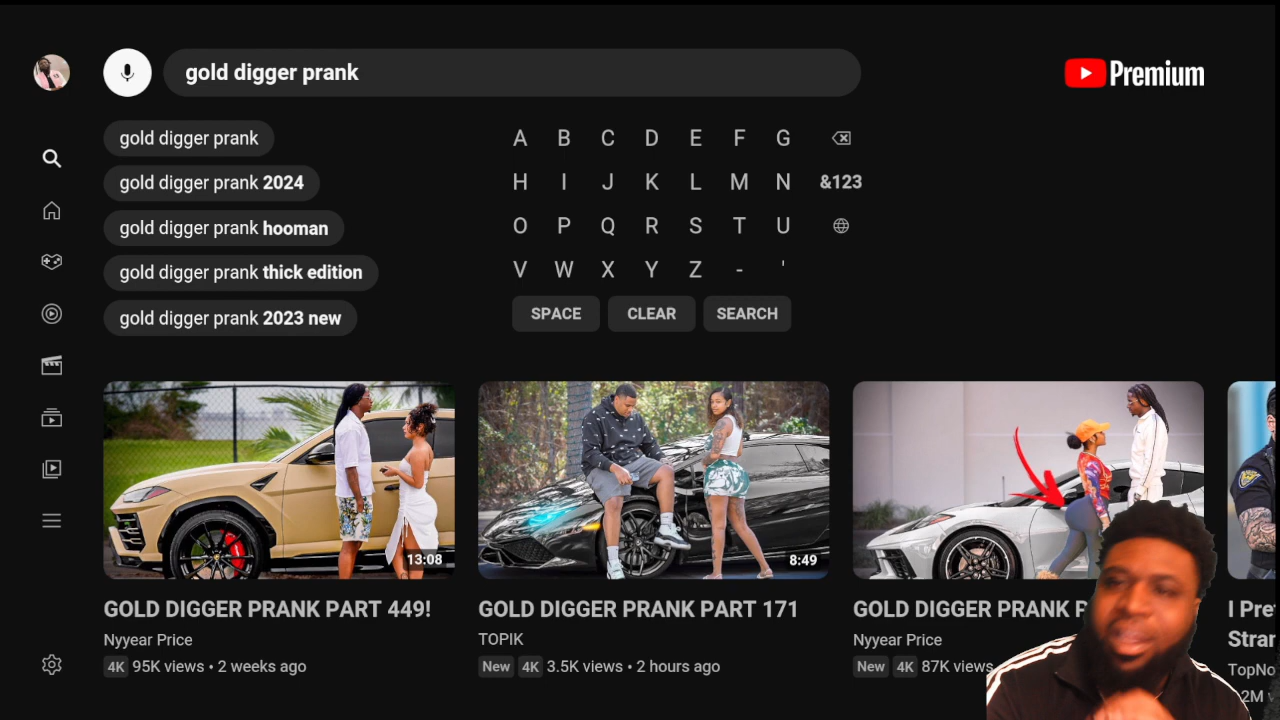 gold digger prank
Premium
gold digger prank
gold digger prank 2024
gold digger prank hooman
gold digger prank thick edition
gold digger prank 2023 new
A B C D E F G
H I J K L M N &123
O P Q R S T U
V W X Y Z - '
SPACE CLEAR SEARCH
13:08
8:49
GOLD DIGGER PRANK PART 449!
Nyyear Price
4K 95K views • 2 weeks ago
GOLD DIGGER PRANK PART 171
TOPIK
New 4K 3.5K views • 2 hours ago
GOLD DIGGER PRANK
Nyyear Price
New 4K 87K views
I
TopNo
2M